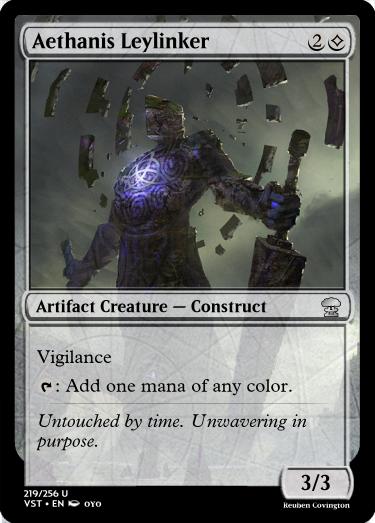 Aethanis Leylinker 2
Artifact Creature — Construct
Vigilance
: Add one mana of any color.
Untouched by time. Unwavering in
purpose.
3/3
219/256 U
VST • EN OYO
Reuben Covington